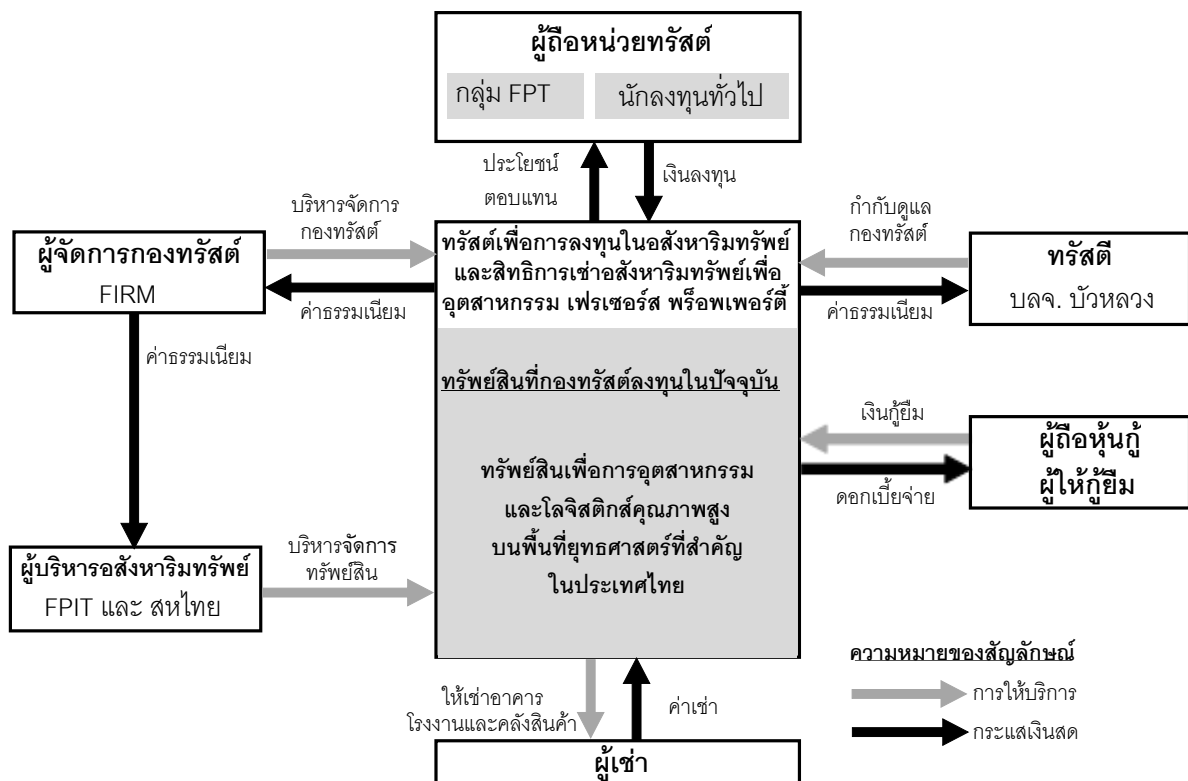 ผู้ถือหน่วยทรัสต์
กลุ่ม FPT
นักลงทุนทั่วไป
ประโยชน์
ตอบแทน
เงินลงทุน
บริหารจัดการ
กองทรัสต์
กำกับดูแล
กองทรัสต์
ผู้จัดการกองทรัสต์
FIRM
ทรัสต์เพื่อการลงทุนในอสังหาริมทรัพย์
และสิทธิการเช่าอสังหาริมทรัพย์เพื่อ
อุตสาหกรรม เฟรเซอร์ส พร็อพเพอร์ตี้
ทรัสตี
บลจ. บัวหลวง
ค่าธรรมเนียม
ค่าธรรมเนียม
ค่าธรรมเนียม
ทรัพย์สินที่กองทรัสต์ลงทุนในปัจจุบัน
เงินกู้ยืม
ผู้ถือหุ้นกู้
ผู้ให้กู้ยืม
ดอกเบี้ยจ่าย
ทรัพย์สินเพื่อการอุตสาหกรรม
และโลจิสติกส์คุณภาพสูง
บนพื้นที่ยุทธศาสตร์ที่สำคัญ
ในประเทศไทย
บริหารจัดการ
ทรัพย์สิน
ผู้บริหารอสังหาริมทรัพย์
FPIT และ สหไทย
ความหมายของสัญลักษณ์
การให้บริการ
กระแสเงินสด
ให้เช่าอาคาร
โรงงานและคลังสินค้า
ค่าเช่า
ผู้เช่า